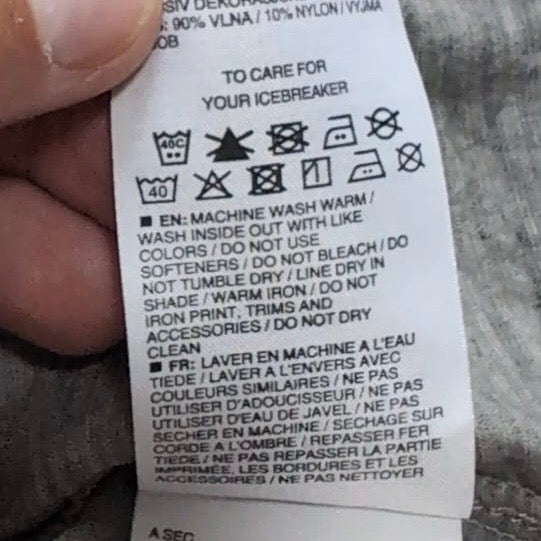 : 90% VLNA / 10% NYLON / VYJMA
TO CARE FOR
YOUR ICEBREAKER
40C
40
■ EN: MACHINE WASH WARM /
WASH INSIDE OUT WITH LIKE
COLORS / DO NOT USE
SOFTENERS / DO NOT BLEACH / DO
NOT TUMBLE DRY / LINE DRY IN
SHADE / WARM IRON / DO NOT
IRON PRINT, TRIMS AND
ACCESSORIES / DO NOT DRY
CLEAN
■ FR: LAVER EN MACHINE A L'EAU
TIEDE / LAVER A L'ENVERS AVEC
COULEURS SIMILAIRES / NE PAS
UTILISER D'ADOUCISSEUR / NE PAS
UTILISER D'EAU DE JAVEL / NE PAS
SECHER EN MACHINE / SECHAGE SUR
CORDE A L'OMBRE / REPASSER FER
TIEDE / NE PAS REPASSER LA PARTIE
IMPRIMEE, LES BORDURES ET LES
ACCESSOIRES / NE PAS NETTOYER
A SEC